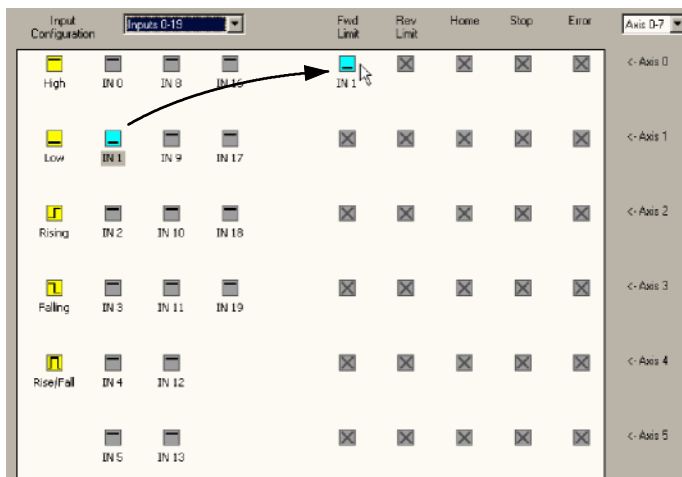 Input Configuration
Inputs 0-19
Fwd Limit
Rev Limit
Home
Stop
Error
Axis 0-7
High
IN 0
IN 8
IN 16
IN 1
<- Axis 0
Low
IN 1
IN 9
IN 17
<- Axis 1
Rising
IN 2
IN 10
IN 18
<- Axis 2
Falling
IN 3
IN 11
IN 19
<- Axis 3
Rise/Fall
IN 4
IN 12
<- Axis 4
IN 5
IN 13
<- Axis 5